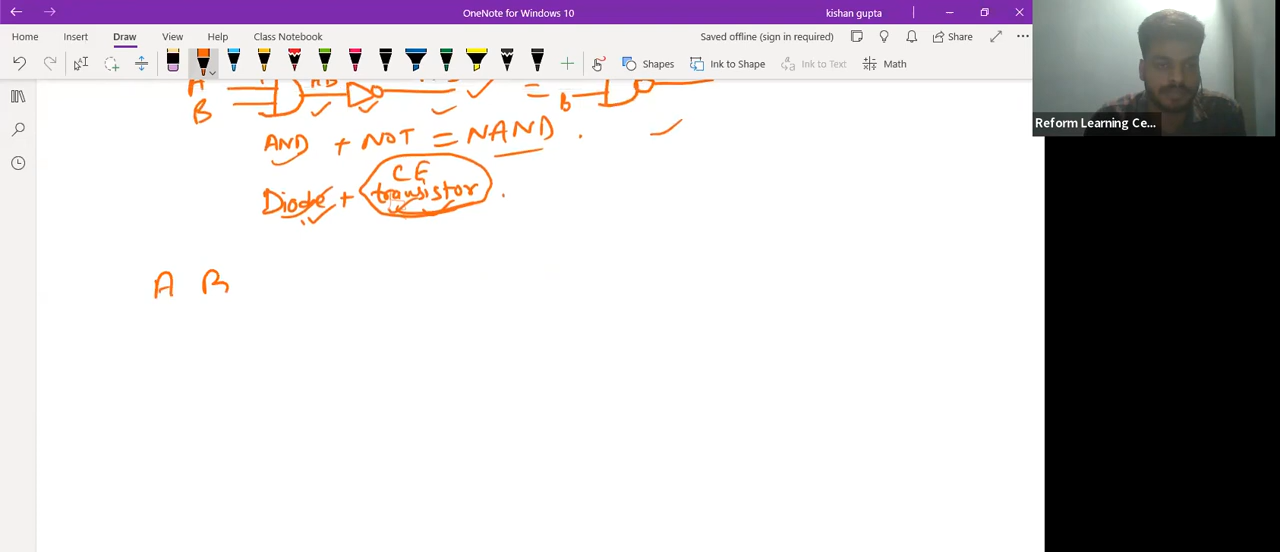 OneNote for Windows 10
kishan gupta
Home Insert Draw View Help Class Notebook
Saved offline (sign in required)
Share
Shapes Ink to Shape Ink to Text Math
Reform Learning Ce...
A AB
B B
AND + NOT = NAND.
CE
Diode + transistor.
A B